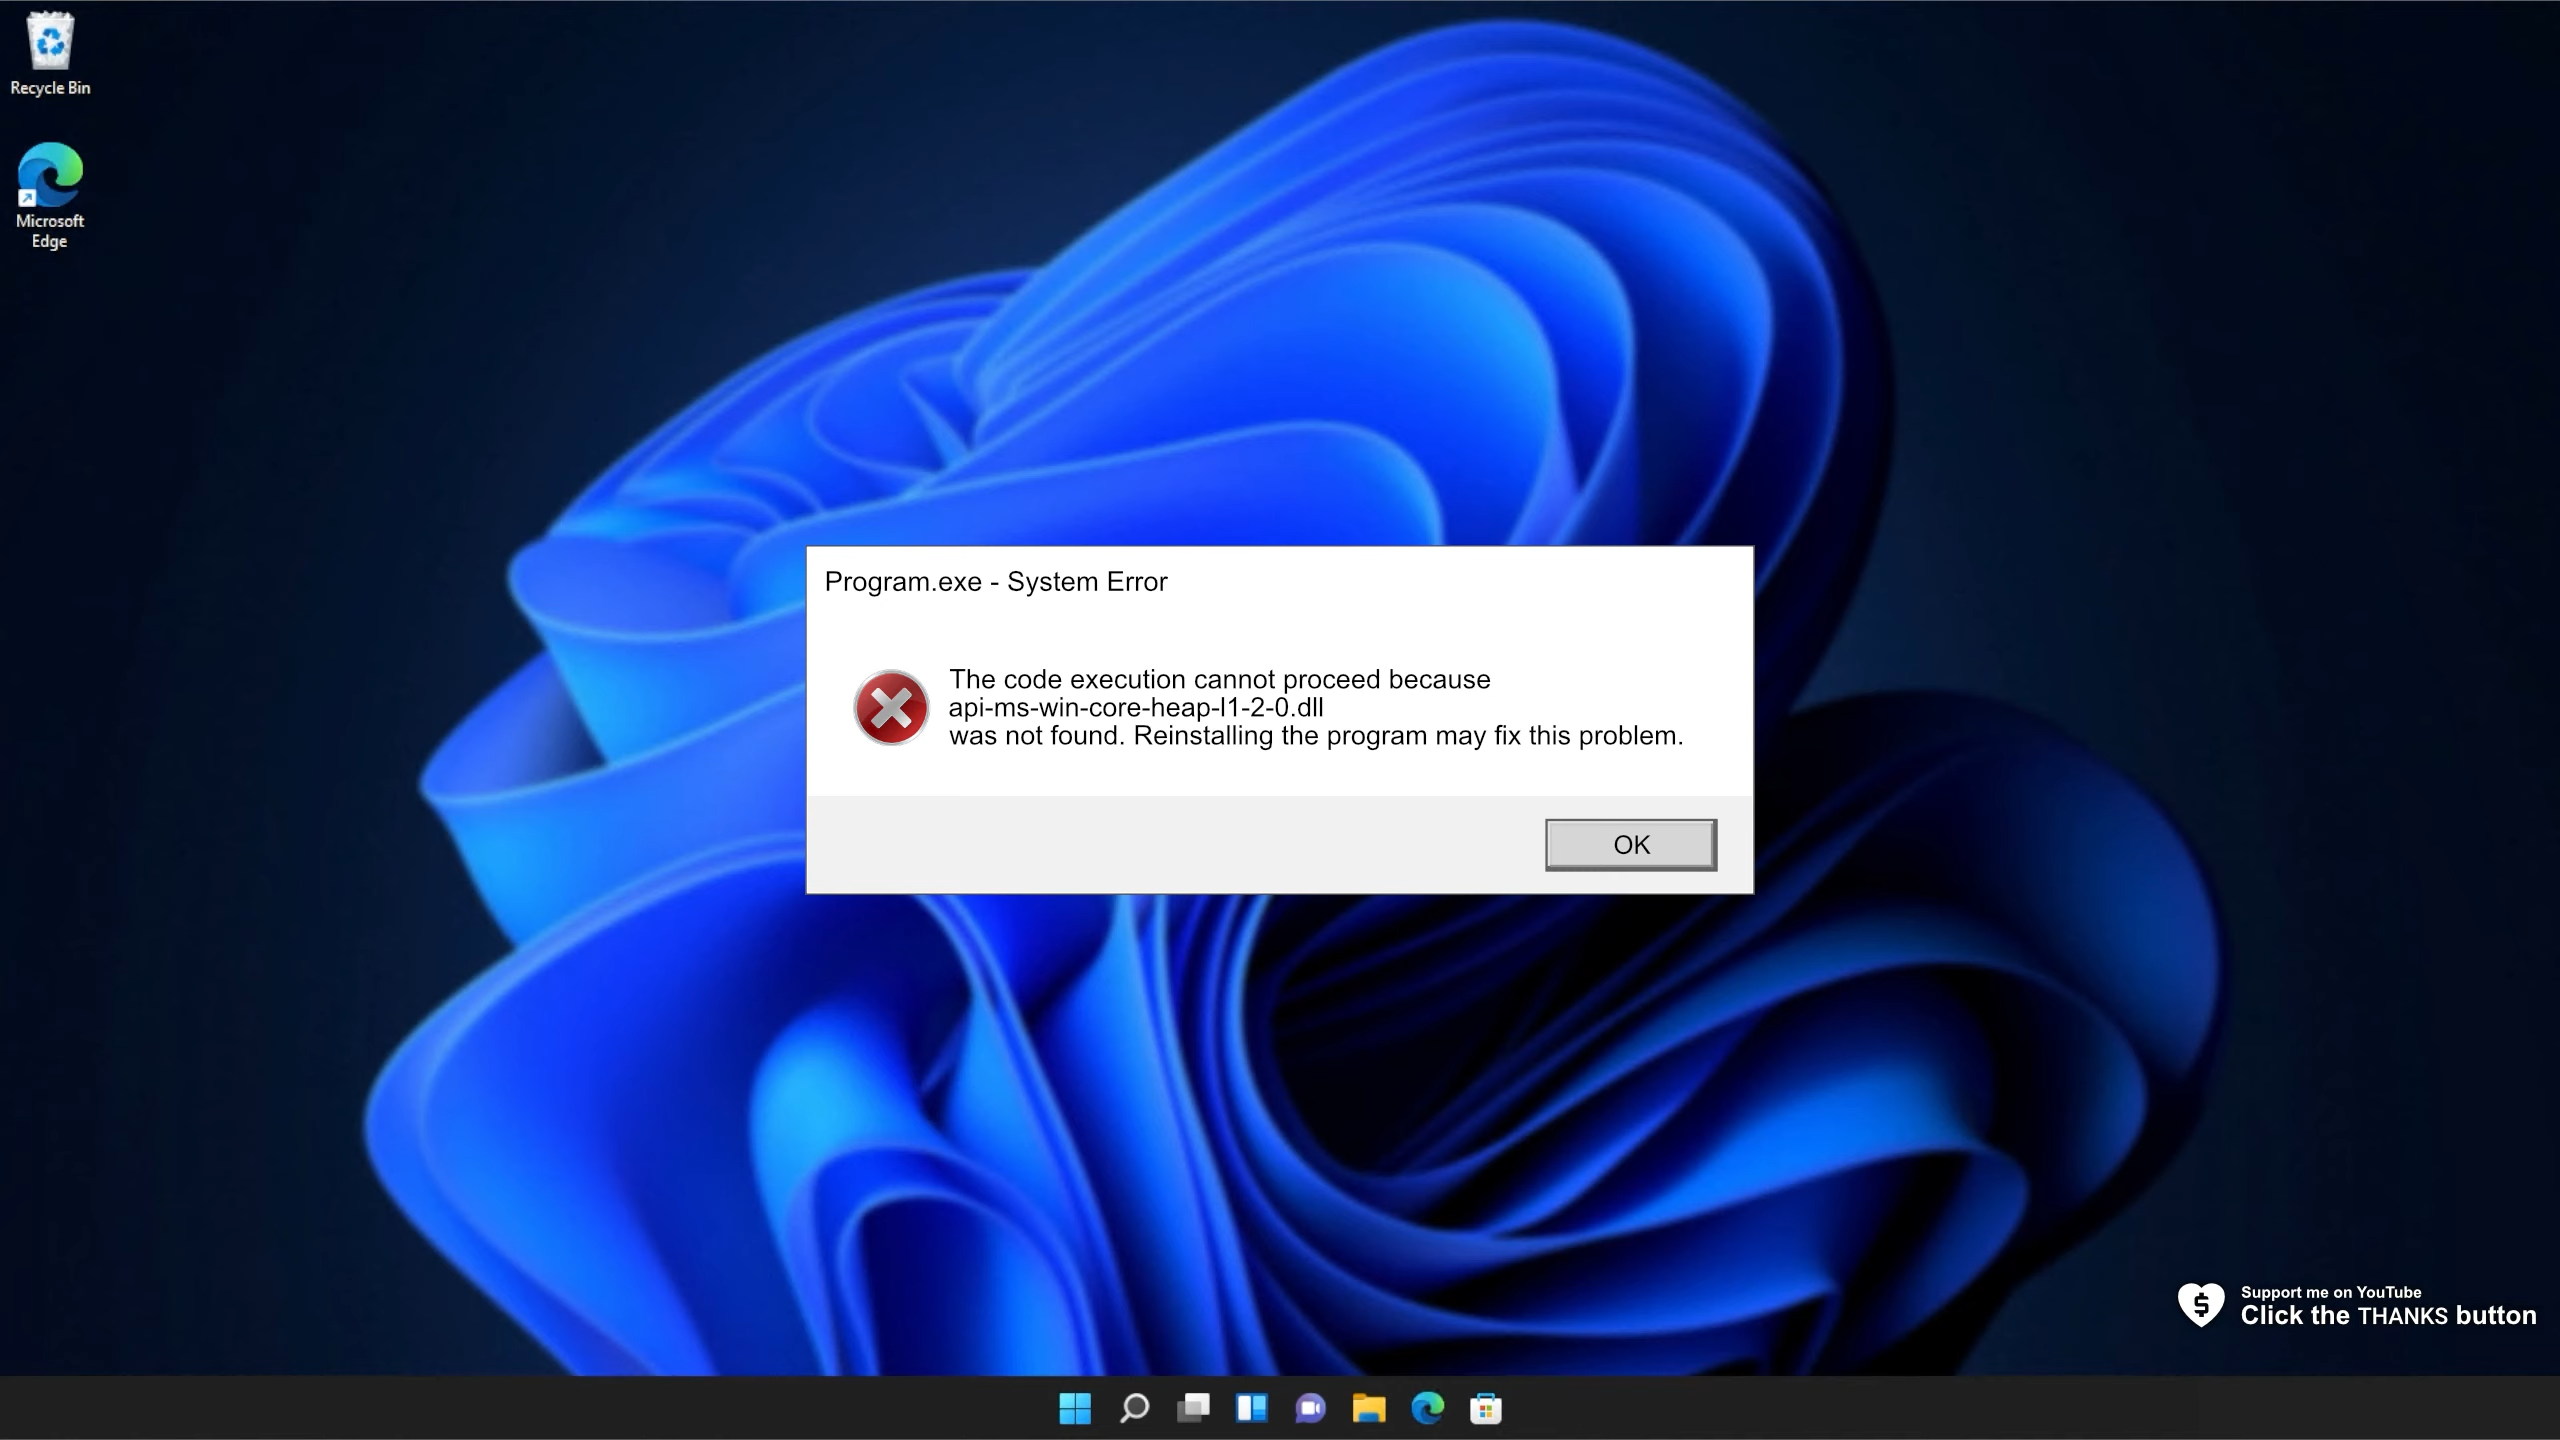 Recycle Bin
Microsoft
Edge
Program.exe - System Error
The code execution cannot proceed because
api-ms-win-core-heap-l1-2-0.dll
was not found. Reinstalling the program may fix this problem.
OK
Support me on YouTube
Click the THANKS button